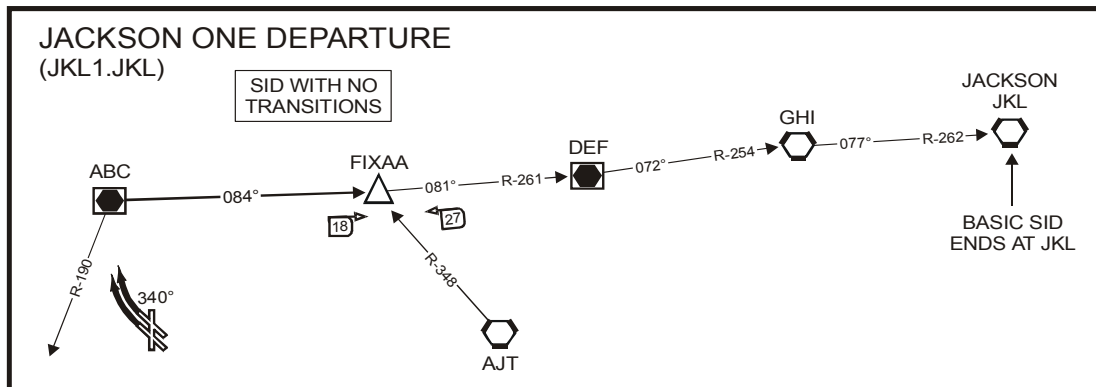 JACKSON ONE DEPARTURE
(JKL1.JKL)
SID WITH NO
TRANSITIONS
JACKSON
JKL
GHI
DEF
FIXAA
ABC
084°
081°
R-261
072°
R-254
077°
R-262
18
27
BASIC SID
ENDS AT JKL
R-190
340°
R-348
AJT